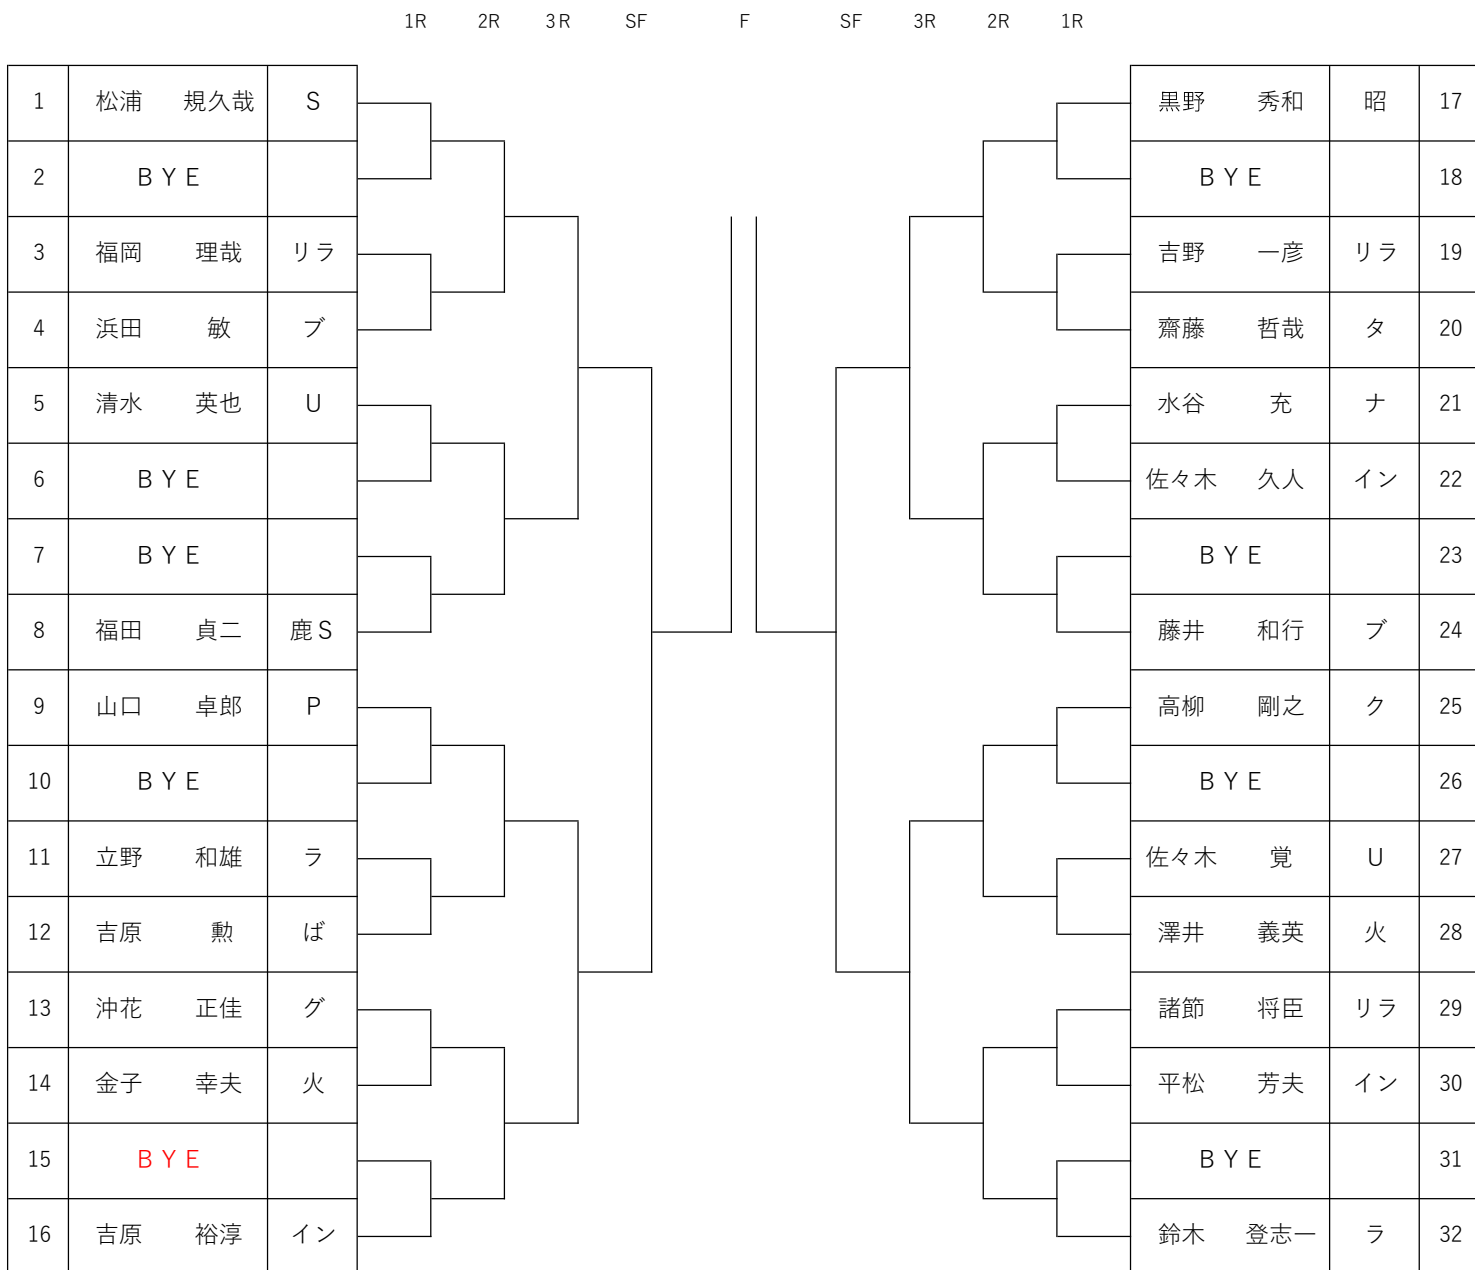 1R 2R 3R SF F SF 3R 2R 1R
1 松浦 規久哉 S 黒野 秀和 昭 17
2 BYE BYE 18
3 福岡 理哉 リラ 吉野 一彦 リラ 19
4 浜田 敏 ブ 齋藤 哲哉 タ 20
5 清水 英也 U 水谷 充 ナ 21
6 BYE 佐々木 久人 イン 22
7 BYE BYE 23
8 福田 貞二 鹿S 藤井 和行 ブ 24
9 山口 卓郎 P 高柳 剛之 ク 25
10 BYE BYE 26
11 立野 和雄 ラ 佐々木 覚 U 27
12 吉原 勲 ば 澤井 義英 火 28
13 沖花 正佳 グ 諸節 将臣 リラ 29
14 金子 幸夫 火 平松 芳夫 イン 30
15 BYE BYE 31
16 吉原 裕淳 イン 鈴木 登志一 ラ 32